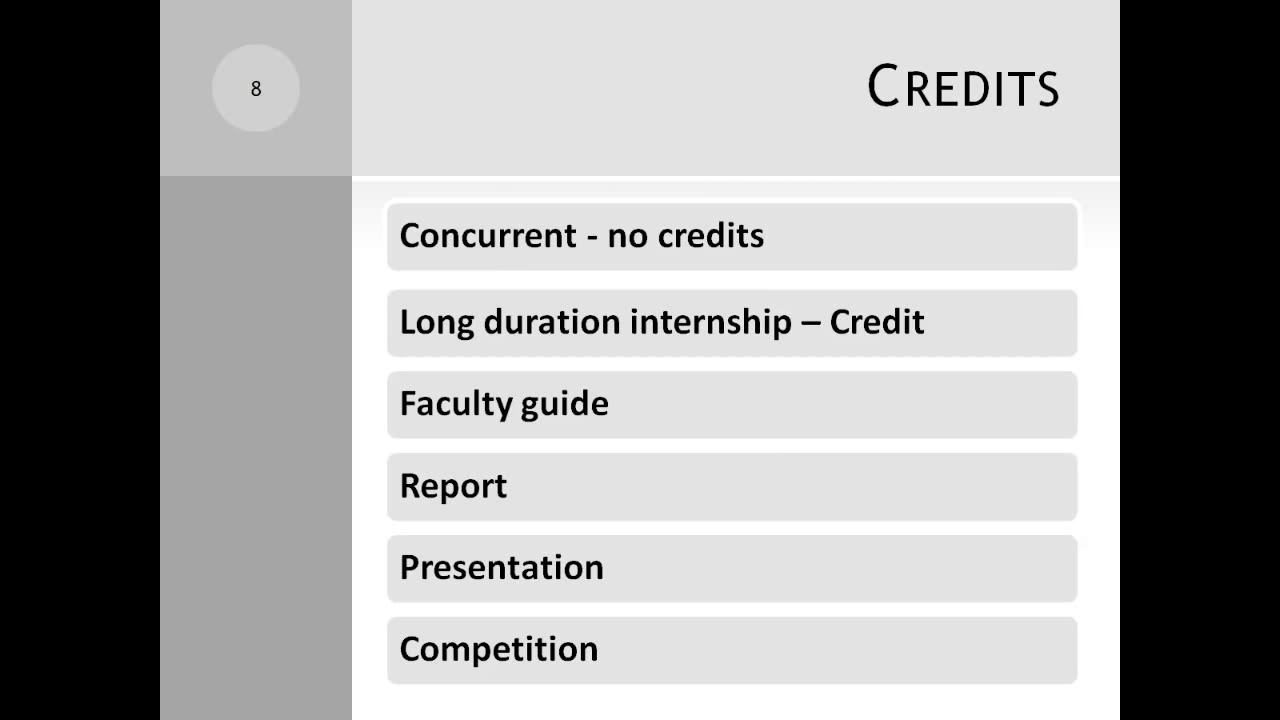 8
CREDITS
Concurrent - no credits
Long duration internship – Credit
Faculty guide
Report
Presentation
Competition